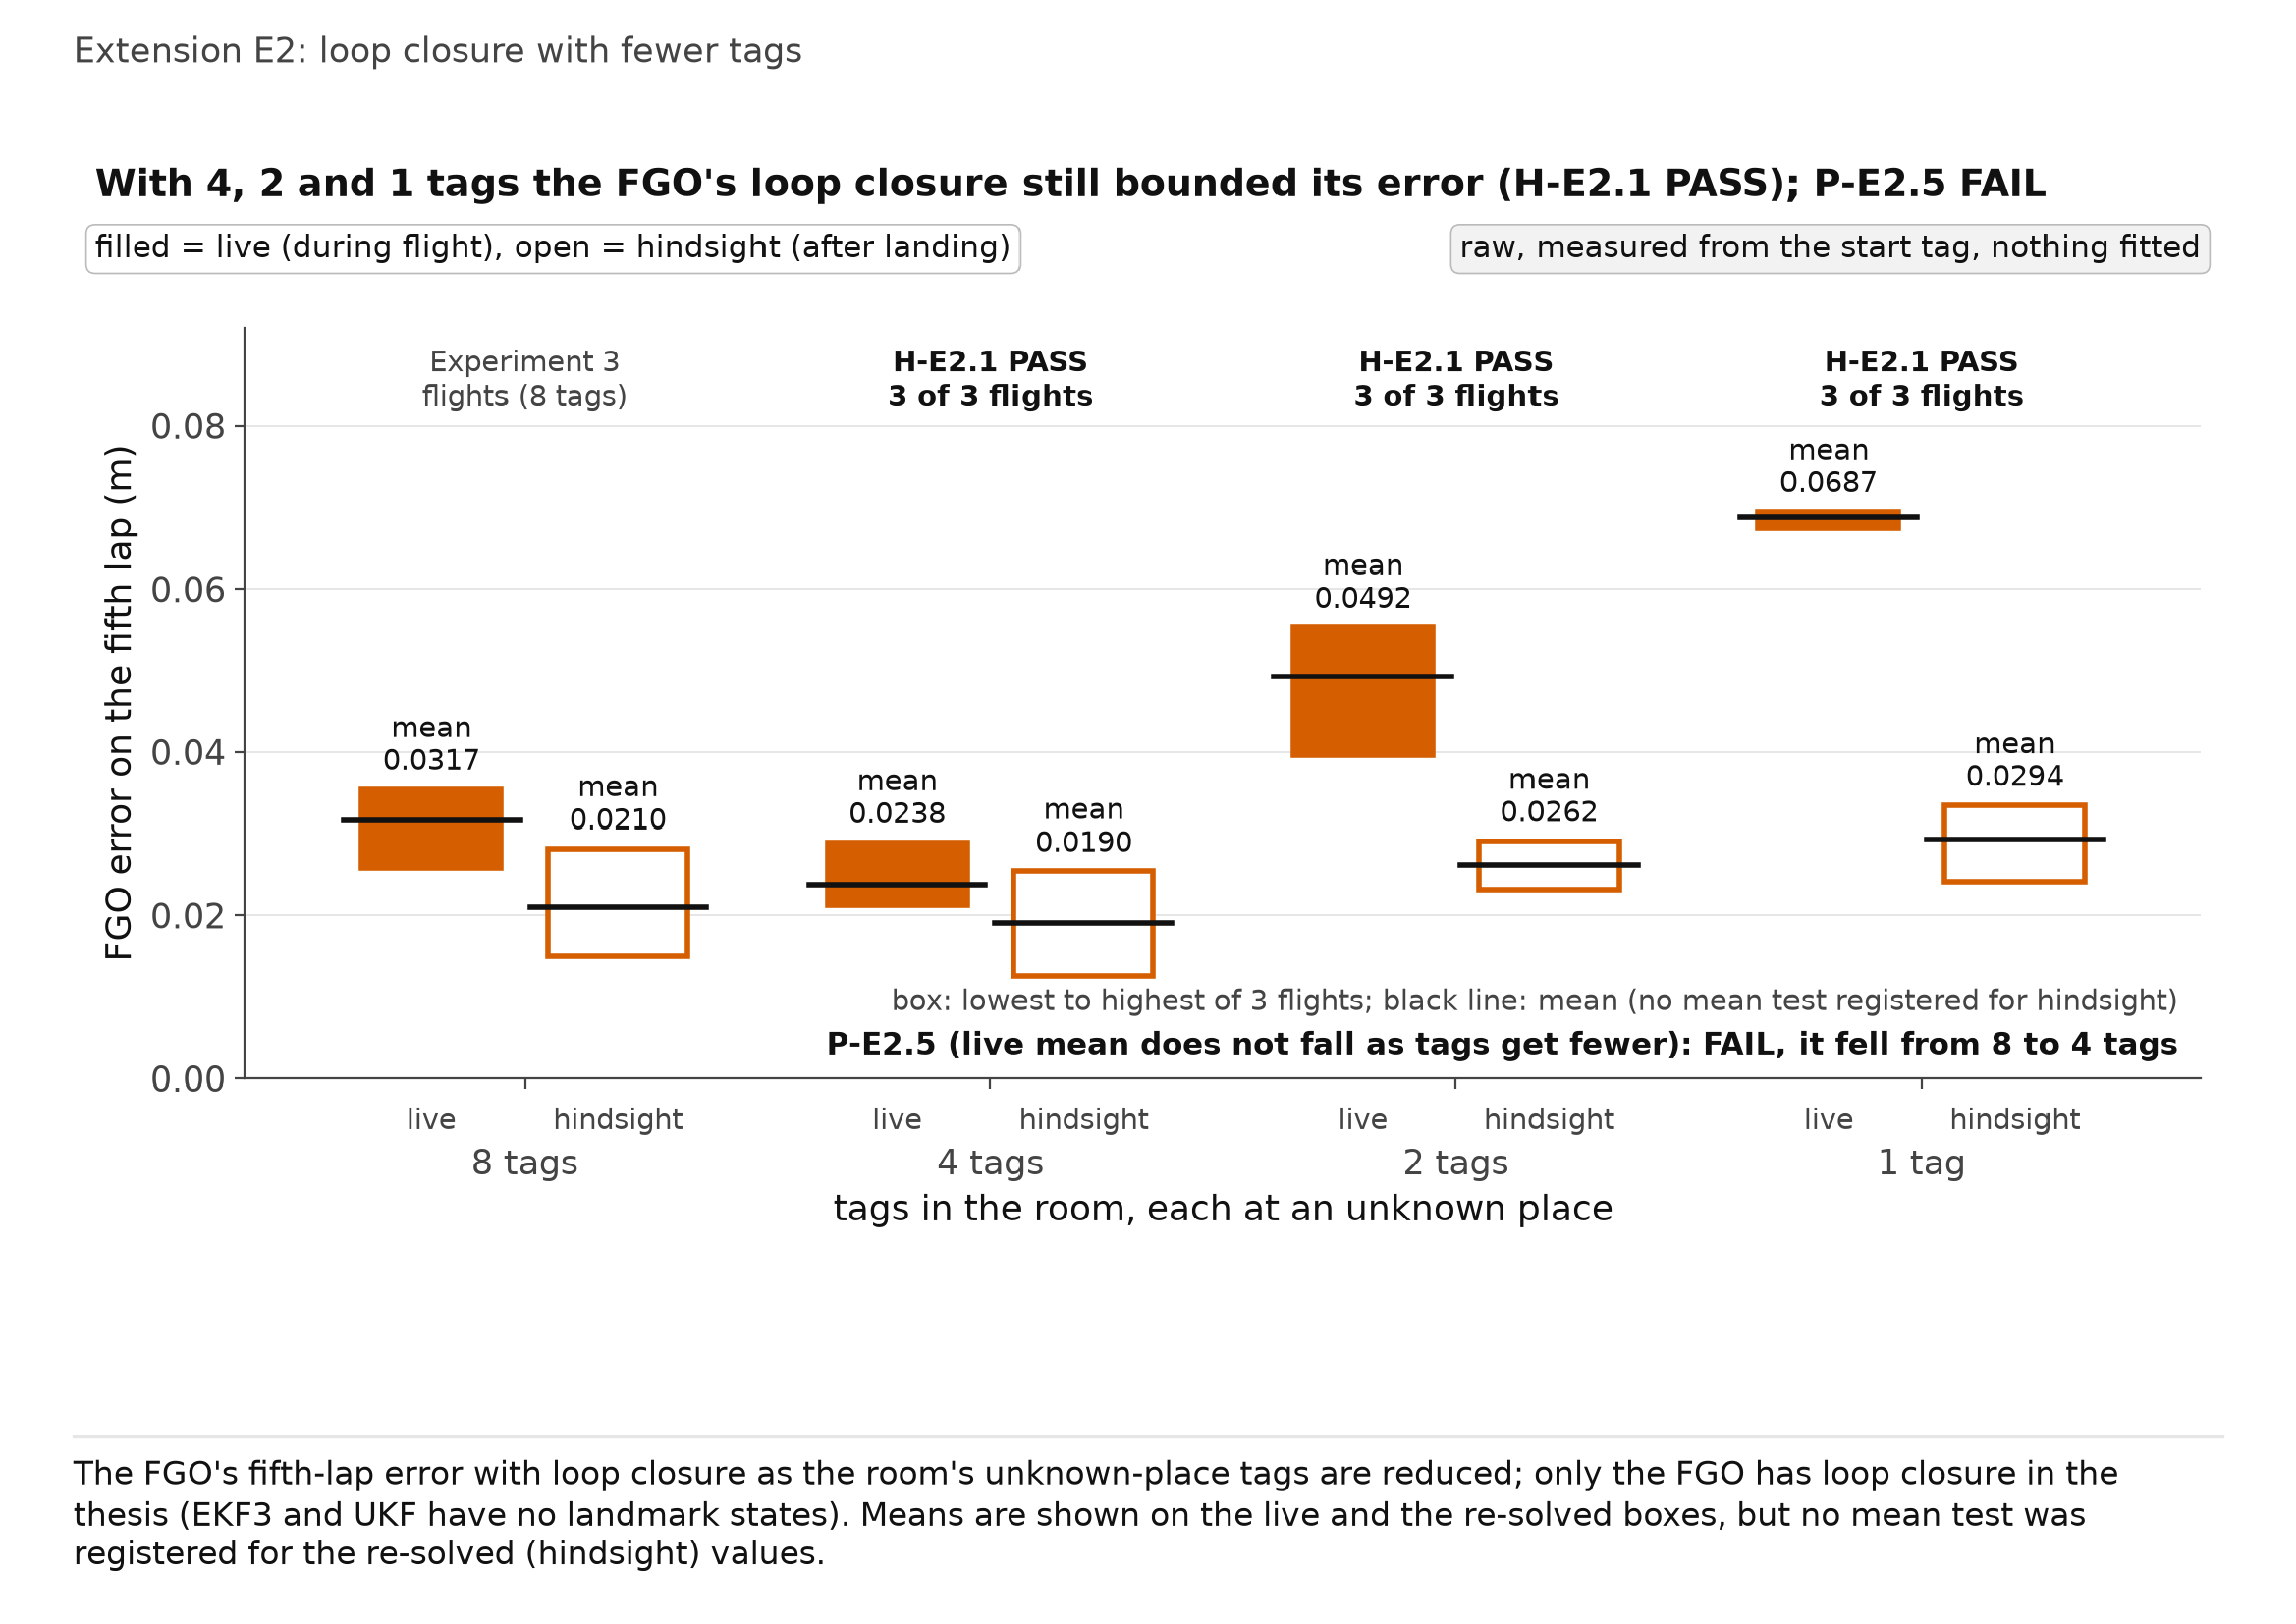 Extension E2: loop closure with fewer tags
With 4, 2 and 1 tags the FGO's loop closure still bounded its error (H-E2.1 PASS); P-E2.5 FAIL
filled = live (during flight), open = hindsight (after landing)
raw, measured from the start tag, nothing fitted
FGO error on the fifth lap (m)
0.08
0.06
0.04
0.02
0.00
Experiment 3
flights (8 tags)
H-E2.1 PASS
3 of 3 flights
H-E2.1 PASS
3 of 3 flights
H-E2.1 PASS
3 of 3 flights
mean
0.0317
mean
0.0210
mean
0.0238
mean
0.0190
mean
0.0492
mean
0.0262
mean
0.0687
mean
0.0294
box: lowest to highest of 3 flights; black line: mean (no mean test registered for hindsight)
P-E2.5 (live mean does not fall as tags get fewer): FAIL, it fell from 8 to 4 tags
live hindsight live hindsight live hindsight live hindsight
8 tags 4 tags 2 tags 1 tag
tags in the room, each at an unknown place
The FGO's fifth-lap error with loop closure as the room's unknown-place tags are reduced; only the FGO has loop closure in the
thesis (EKF3 and UKF have no landmark states). Means are shown on the live and the re-solved boxes, but no mean test was
registered for the re-solved (hindsight) values.